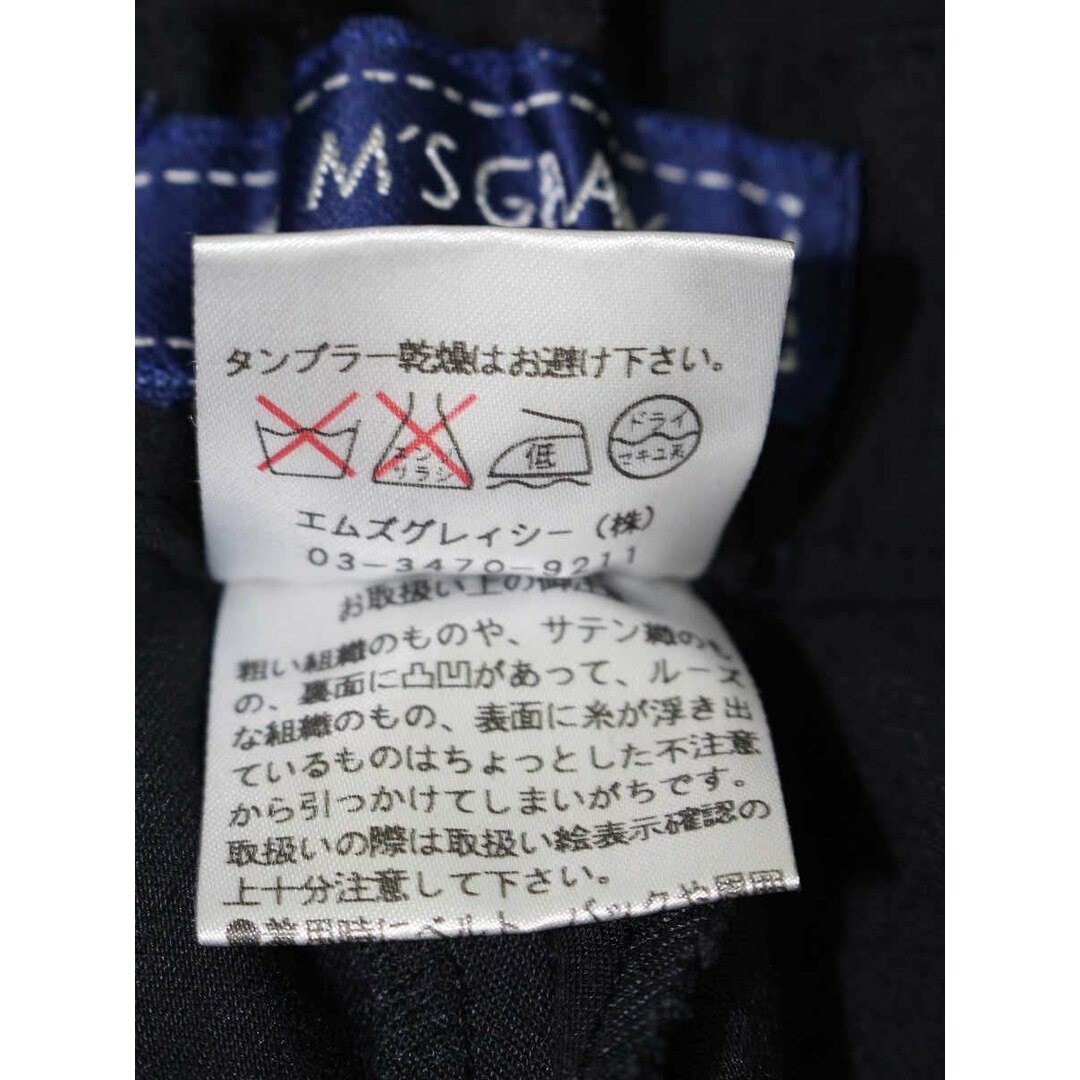 M'S
タンブラー乾燥はお避け下さい。
エンソ
サラシ
低
ドライ
セキユ系
エムズグレイシー（株）
03-3470-9211
お取扱い上の
粗い組織のものや、サテン織のも
の、裏面に凸凹があって、ルーズ
な組織のもの、表面に糸が浮き出
ているものはちょっとした不注意
から引っかけてしまいがちです。
取扱いの際は取扱い絵表示確認の
上十分注意して下さい。